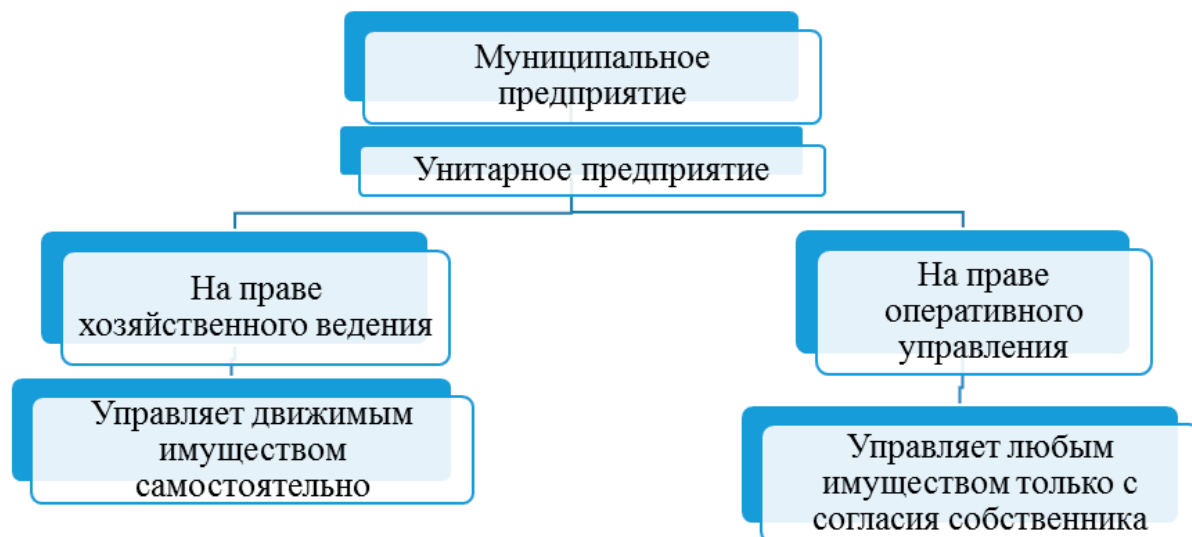 Муниципальное
предприятие
Унитарное предприятие
На праве
хозяйственного ведения
Управляет движимым
имуществом
самостоятельно
На праве
оперативного
управления
Управляет любым
имуществом только с
согласия собственника